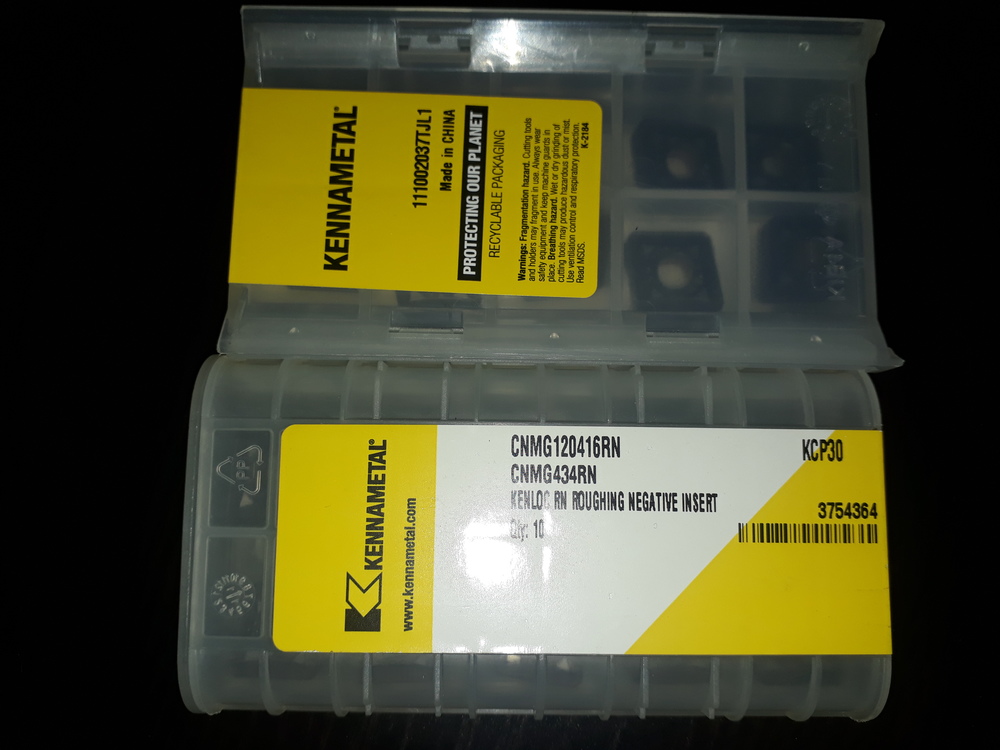 KENNAMETAL
111002037TJL1
Made in CHINA
PROTECTING OUR PLANET
RECYCLABLE PACKAGING
Warnings: Fragmentation hazard. Cutting tools
and holders may fragment in use. Always wear
safety equipment and keep machine guards in
place. Breathing hazard. Wet or dry grinding of
cutting tools may produce hazardous dust or mist.
Use ventilation control and respiratory protection.
Read MSDS.
K-2184
PP
KENNAMETAL
www.kennametal.com
CNMG120416RN
CNMG434RN
KENLOC RN ROUGHING NEGATIVE INSERT
Qty: 10
KCP30
3754364